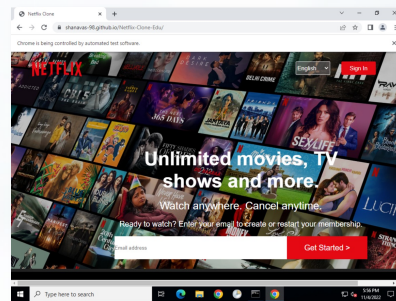 Netflix Clone
shanavas-98.github.io/Netflix-Clone-Edu/
Chrome is being controlled by automated test software.
NETFLIX
English
Sign In
DELHI CRIME
365 DAYS
SEX/LIFE
LUCIF
Unlimited movies, TV
shows and more.
Watch anywhere. Cancel anytime.
Ready to watch? Enter your email to create or restart your membership.
Email address
Get Started >
Type here to search
5:56 PM
11/4/2022